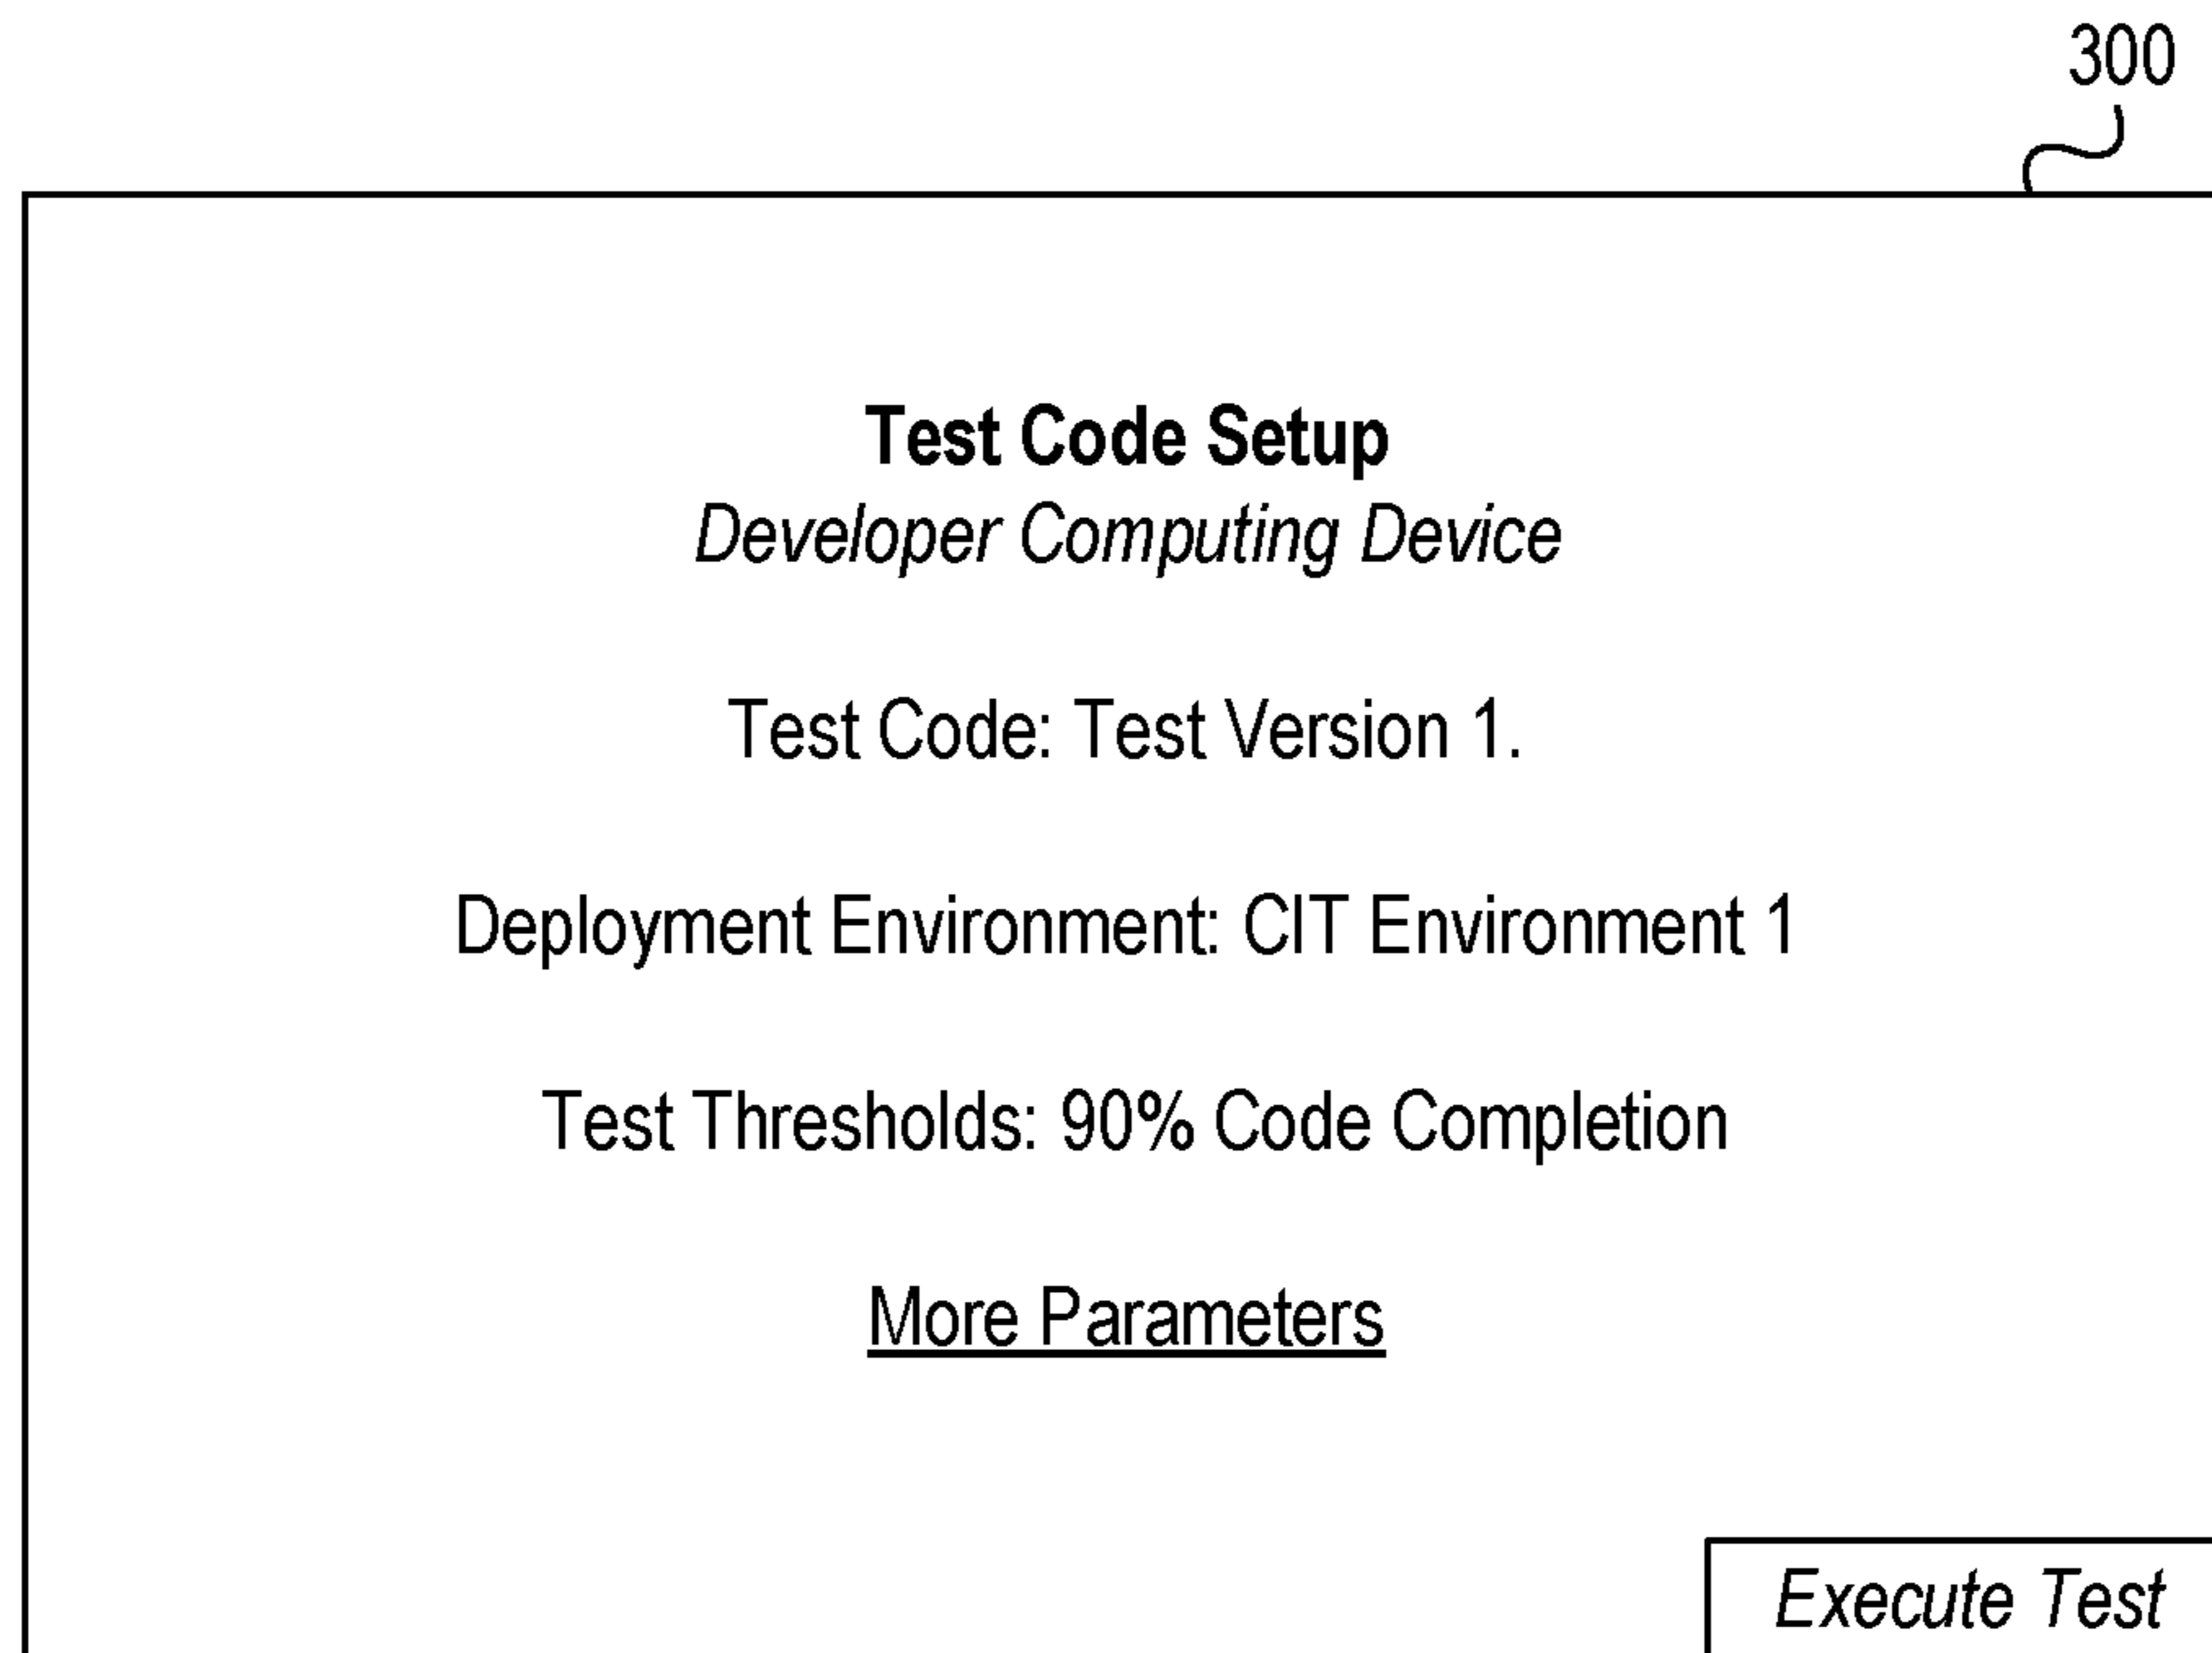 300
Test Code Setup
Developer Computing Device
Test Code: Test Version 1.
Deployment Environment: CIT Environment 1
Test Thresholds: 90% Code Completion
More Parameters
Execute Test